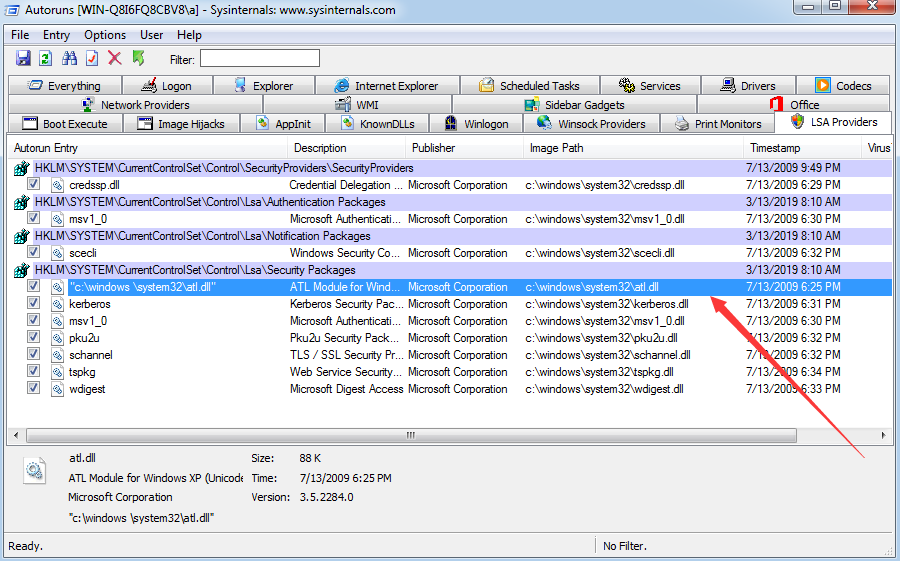 Autoruns [WIN-Q8I6FQ8CBV8\a] - Sysinternals: www.sysinternals.com
File Entry Options User Help
Filter:
Everything Logon Explorer Internet Explorer Scheduled Tasks Services Drivers Codecs
Network Providers WMI Sidebar Gadgets Office
Boot Execute Image Hijacks AppInit KnownDLLs Winlogon Winsock Providers Print Monitors LSA Providers
Autorun Entry Description Publisher Image Path Timestamp Virus
HKLM\SYSTEM\CurrentControlSet\Control\SecurityProviders\SecurityProviders 7/13/2009 9:49 PM
credssp.dll Credential Delegation ... Microsoft Corporation c:\windows\system32\credssp.dll 7/13/2009 6:29 PM
HKLM\SYSTEM\CurrentControlSet\Control\Lsa\Authentication Packages 3/13/2019 8:10 AM
msv1_0 Microsoft Authenticati... Microsoft Corporation c:\windows\system32\msv1_0.dll 7/13/2009 6:30 PM
HKLM\SYSTEM\CurrentControlSet\Control\Lsa\Notification Packages 3/13/2019 8:10 AM
scecli Windows Security Co... Microsoft Corporation c:\windows\system32\scecli.dll 7/13/2009 6:32 PM
HKLM\SYSTEM\CurrentControlSet\Control\Lsa\Security Packages 3/13/2019 8:10 AM
"c:\windows \system32\atl.dll" ATL Module for Wind... Microsoft Corporation c:\windows\system32\atl.dll 7/13/2009 6:25 PM
kerberos Kerberos Security Pac... Microsoft Corporation c:\windows\system32\kerberos.dll 7/13/2009 6:31 PM
msv1_0 Microsoft Authenticati... Microsoft Corporation c:\windows\system32\msv1_0.dll 7/13/2009 6:30 PM
pku2u Pku2u Security Pack... Microsoft Corporation c:\windows\system32\pku2u.dll 7/13/2009 6:32 PM
schannel TLS / SSL Security Pr... Microsoft Corporation c:\windows\system32\schannel.dll 7/13/2009 6:32 PM
tspkg Web Service Security... Microsoft Corporation c:\windows\system32\tspkg.dll 7/13/2009 6:34 PM
wdigest Microsoft Digest Access Microsoft Corporation c:\windows\system32\wdigest.dll 7/13/2009 6:33 PM
atl.dll Size: 88 K
ATL Module for Windows XP (Unicode Time: 7/13/2009 6:25 PM
Microsoft Corporation Version: 3.5.2284.0
"c:\windows \system32\atl.dll"
Ready. No Filter.